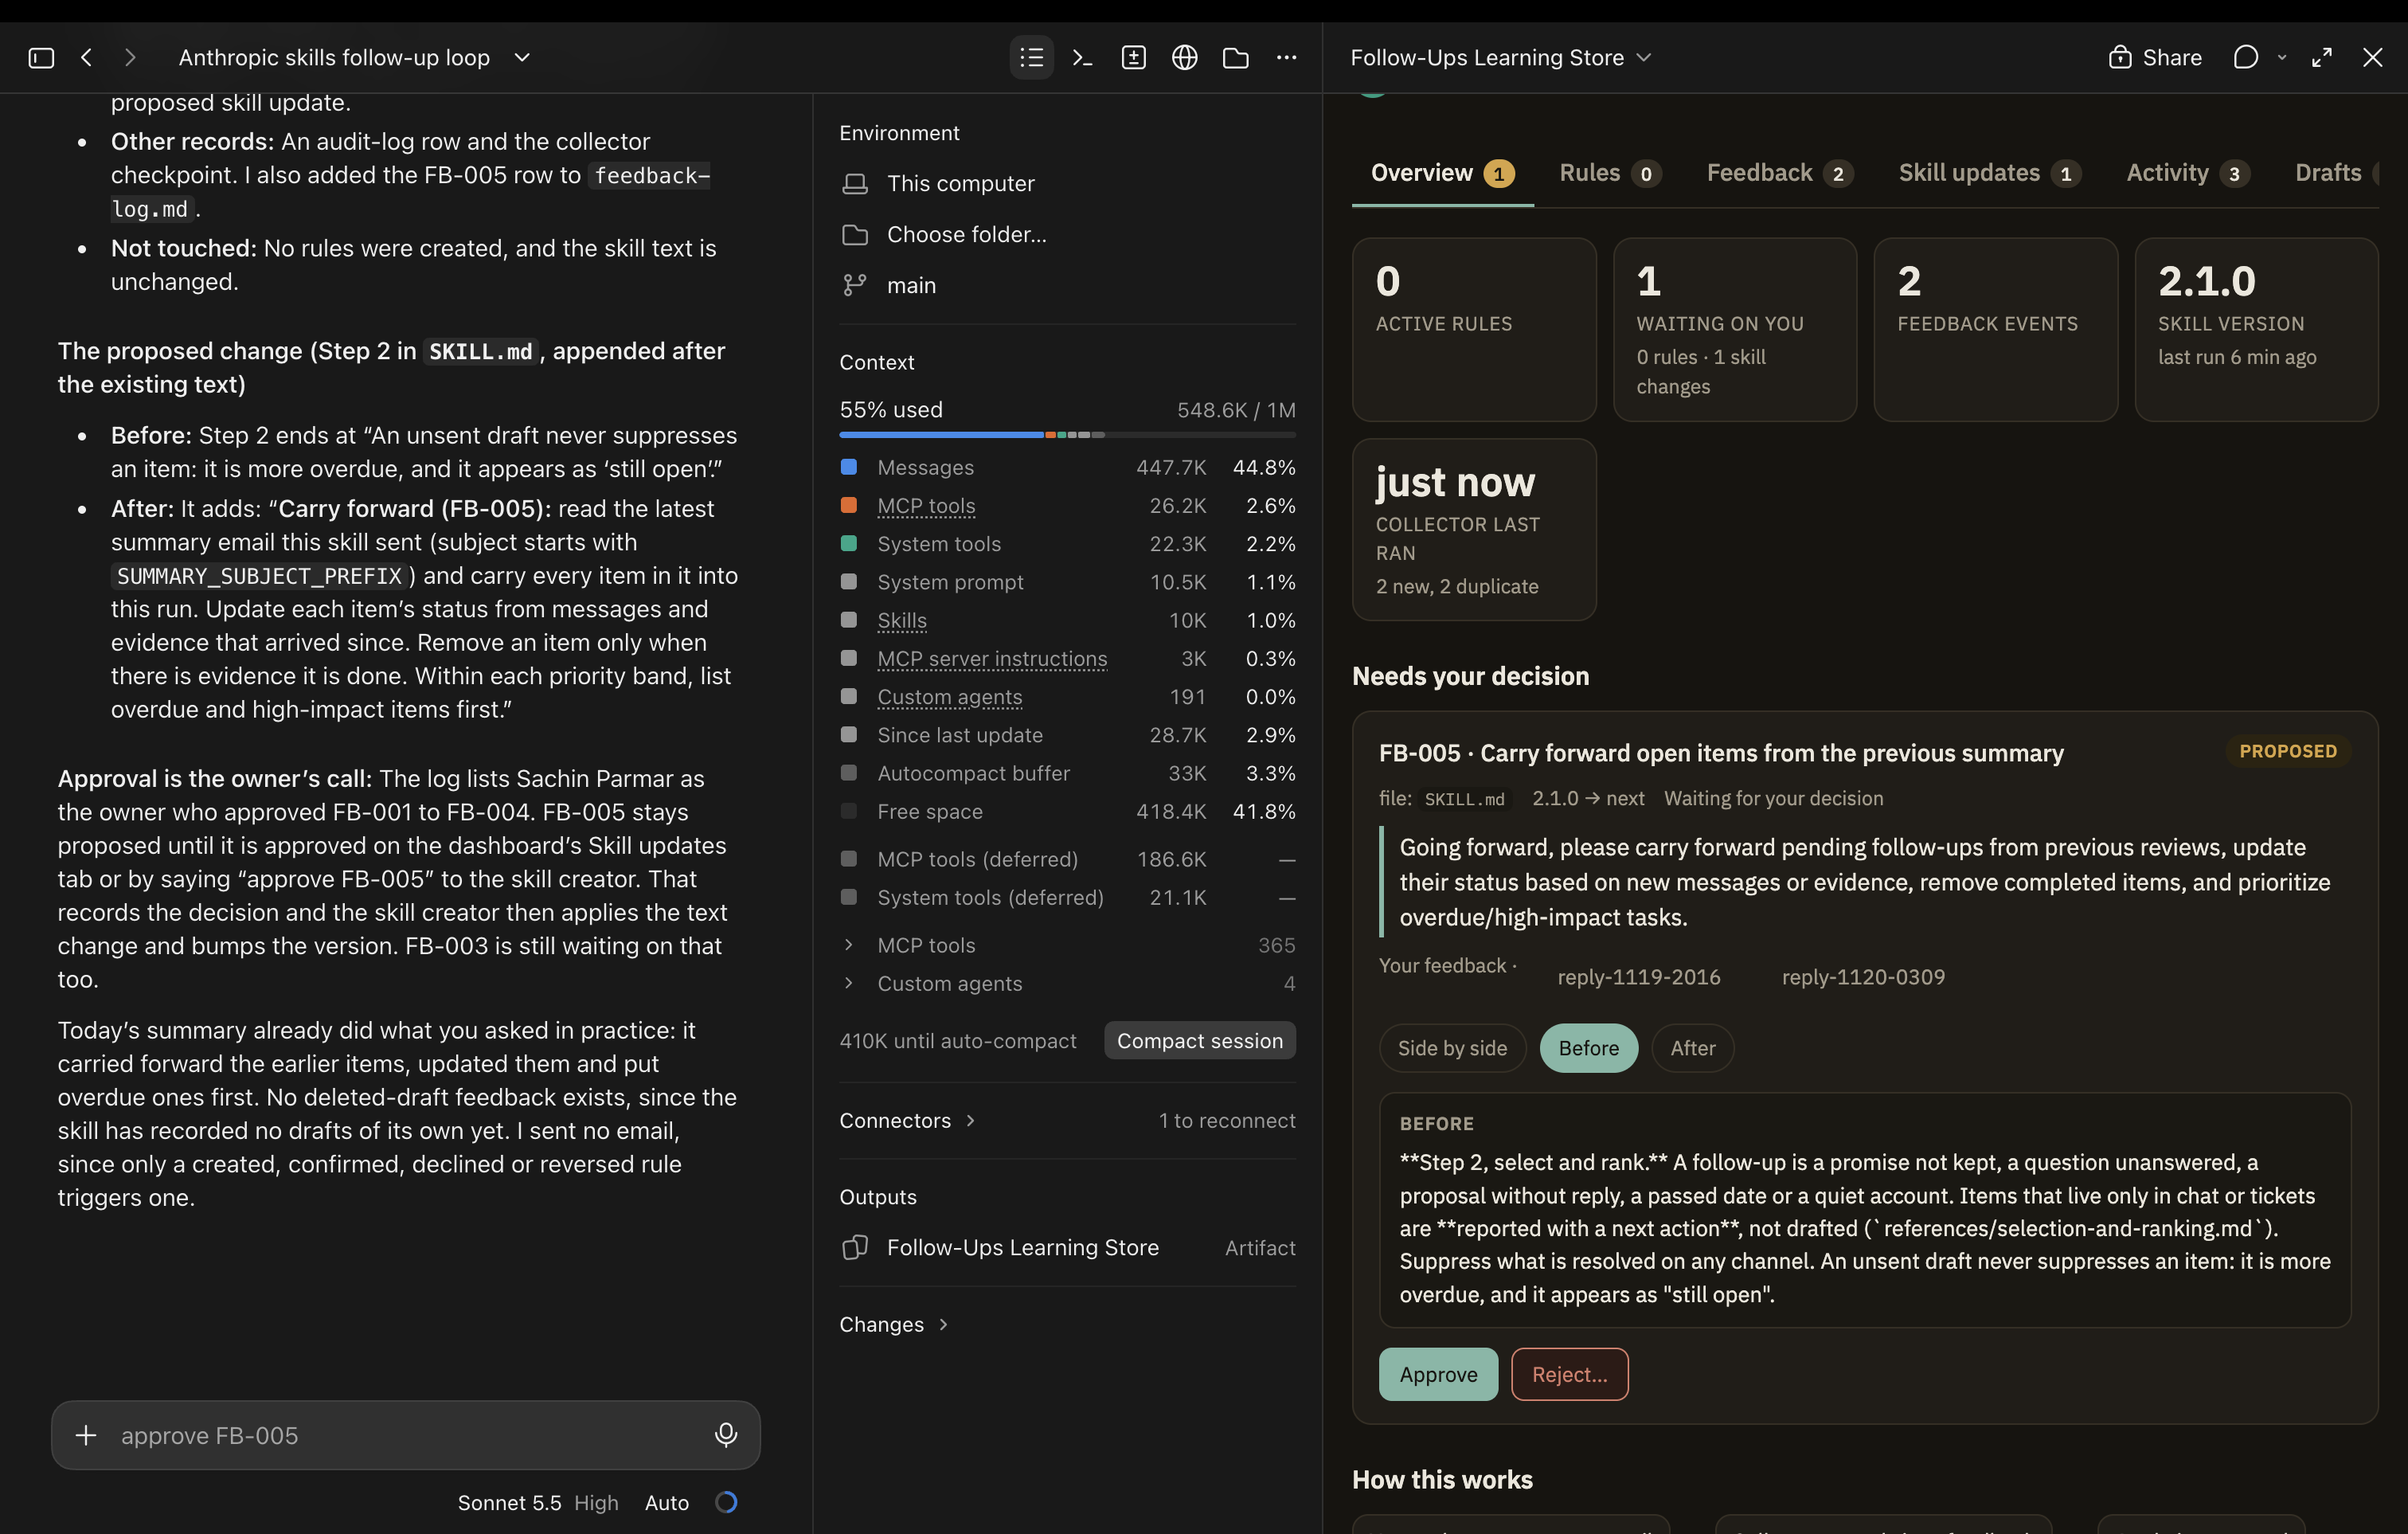 Anthropic skills follow-up loop
proposed skill update.
Other records: An audit-log row and the collector
checkpoint. I also added the FB-005 row to feedback-
log.md.
Not touched: No rules were created, and the skill text is
unchanged.
The proposed change (Step 2 in SKILL.md, appended after
the existing text)
Before: Step 2 ends at “An unsent draft never suppresses
an item: it is more overdue, and it appears as ‘still open’.”
After: It adds: “Carry forward (FB-005): read the latest
summary email this skill sent (subject starts with
SUMMARY_SUBJECT_PREFIX) and carry every item in it into
this run. Update each item’s status from messages and
evidence that arrived since. Remove an item only when
there is evidence it is done. Within each priority band, list
overdue and high-impact items first.”
Approval is the owner’s call: The log lists Sachin Parmar as
the owner who approved FB-001 to FB-004. FB-005 stays
proposed until it is approved on the dashboard’s Skill updates
tab or by saying “approve FB-005” to the skill creator. That
records the decision and the skill creator then applies the text
change and bumps the version. FB-003 is still waiting on that
too.
Today’s summary already did what you asked in practice: it
carried forward the earlier items, updated them and put
overdue ones first. No deleted-draft feedback exists, since the
skill has recorded no drafts of its own yet. I sent no email,
since only a created, confirmed, declined or reversed rule
triggers one.
approve FB-005
Sonnet 5.5 High Auto
Environment
This computer
Choose folder...
main
Context
55% used 548.6K / 1M
Messages 447.7K 44.8%
MCP tools 26.2K 2.6%
System tools 22.3K 2.2%
System prompt 10.5K 1.1%
Skills 10K 1.0%
MCP server instructions 3K 0.3%
Custom agents 191 0.0%
Since last update 28.7K 2.9%
Autocompact buffer 33K 3.3%
Free space 418.4K 41.8%
MCP tools (deferred) 186.6K —
System tools (deferred) 21.1K —
MCP tools 365
Custom agents 4
410K until auto-compact Compact session
Connectors 1 to reconnect
Outputs
Follow-Ups Learning Store Artifact
Changes
Follow-Ups Learning Store Share
Overview 1 Rules 0 Feedback 2 Skill updates 1 Activity 3 Drafts
0
ACTIVE RULES
1
WAITING ON YOU
0 rules · 1 skill
changes
2
FEEDBACK EVENTS
2.1.0
SKILL VERSION
last run 6 min ago
just now
COLLECTOR LAST
RAN
2 new, 2 duplicate
Needs your decision
FB-005 · Carry forward open items from the previous summary PROPOSED
file: SKILL.md 2.1.0 → next Waiting for your decision
Going forward, please carry forward pending follow-ups from previous reviews, update
their status based on new messages or evidence, remove completed items, and prioritize
overdue/high-impact tasks.
Your feedback · reply-1119-2016 reply-1120-0309
Side by side Before After
BEFORE
**Step 2, select and rank.** A follow-up is a promise not kept, a question unanswered, a
proposal without reply, a passed date or a quiet account. Items that live only in chat or tickets
are **reported with a next action**, not drafted (`references/selection-and-ranking.md`).
Suppress what is resolved on any channel. An unsent draft never suppresses an item: it is more
overdue, and it appears as "still open".
Approve Reject...
How this works